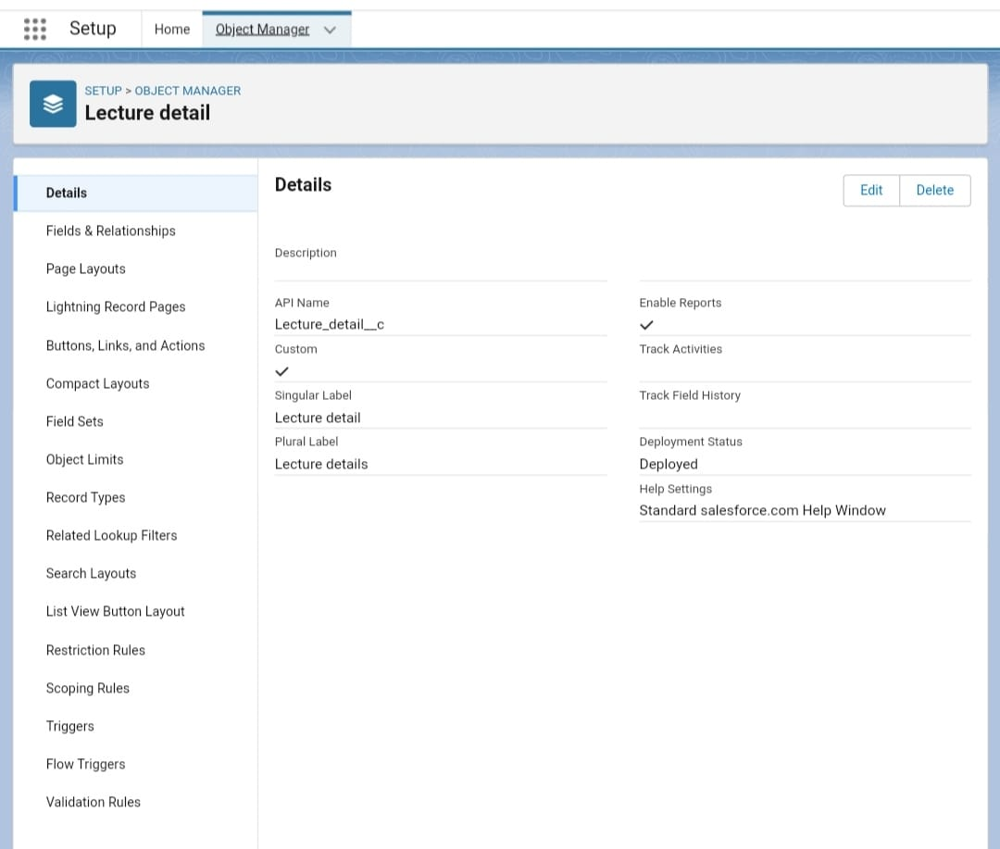 Setup
Home
Object Manager
SETUP > OBJECT MANAGER
Lecture detail
Details
Fields & Relationships
Page Layouts
Lightning Record Pages
Buttons, Links, and Actions
Compact Layouts
Field Sets
Object Limits
Record Types
Related Lookup Filters
Search Layouts
List View Button Layout
Restriction Rules
Scoping Rules
Triggers
Flow Triggers
Validation Rules
Details
Edit
Delete
Description
API Name
Lecture_detail__c
Custom
Singular Label
Lecture detail
Plural Label
Lecture details
Enable Reports
Track Activities
Track Field History
Deployment Status
Deployed
Help Settings
Standard salesforce.com Help Window